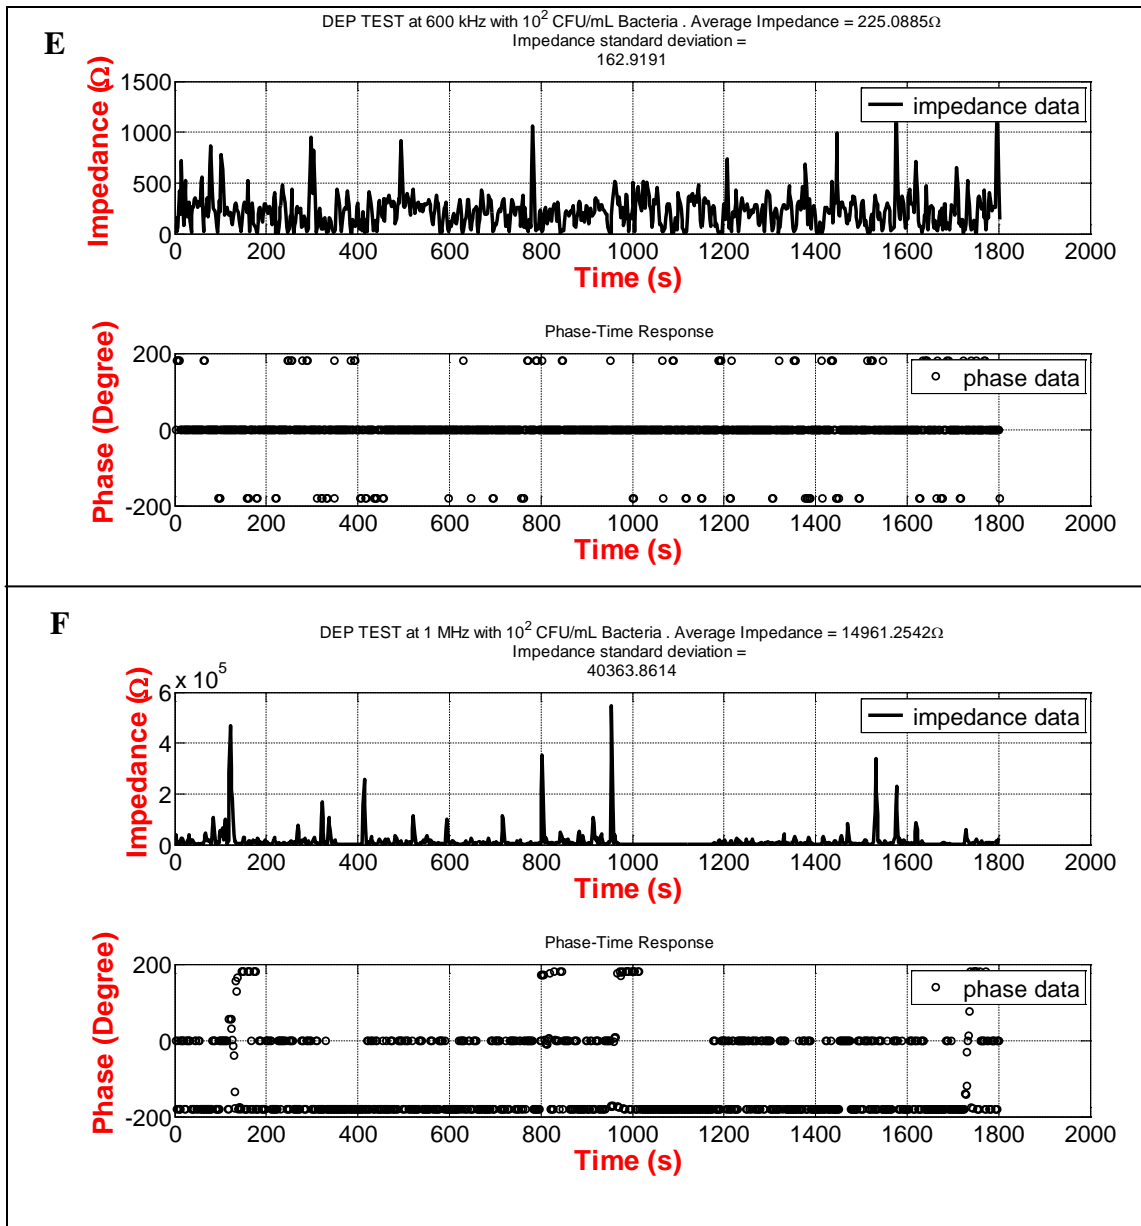 E
DEP TEST at 600 kHz with 10² CFU/mL Bacteria . Average Impedance = 225.0885Ω
Impedance standard deviation =
162.9191
Impedance (Ω)
1500
1000
500
0
impedance data
0 200 400 600 800 1000 1200 1400 1600 1800 2000
Time (s)
Phase-Time Response
Phase (Degree)
200
0
-200
phase data
0 200 400 600 800 1000 1200 1400 1600 1800 2000
Time (s)
F
DEP TEST at 1 MHz with 10² CFU/mL Bacteria . Average Impedance = 14961.2542Ω
Impedance standard deviation =
40363.8614
x 10⁵
Impedance (Ω)
6
4
2
0
impedance data
0 200 400 600 800 1000 1200 1400 1600 1800 2000
Time (s)
Phase-Time Response
Phase (Degree)
200
0
-200
phase data
0 200 400 600 800 1000 1200 1400 1600 1800 2000
Time (s)